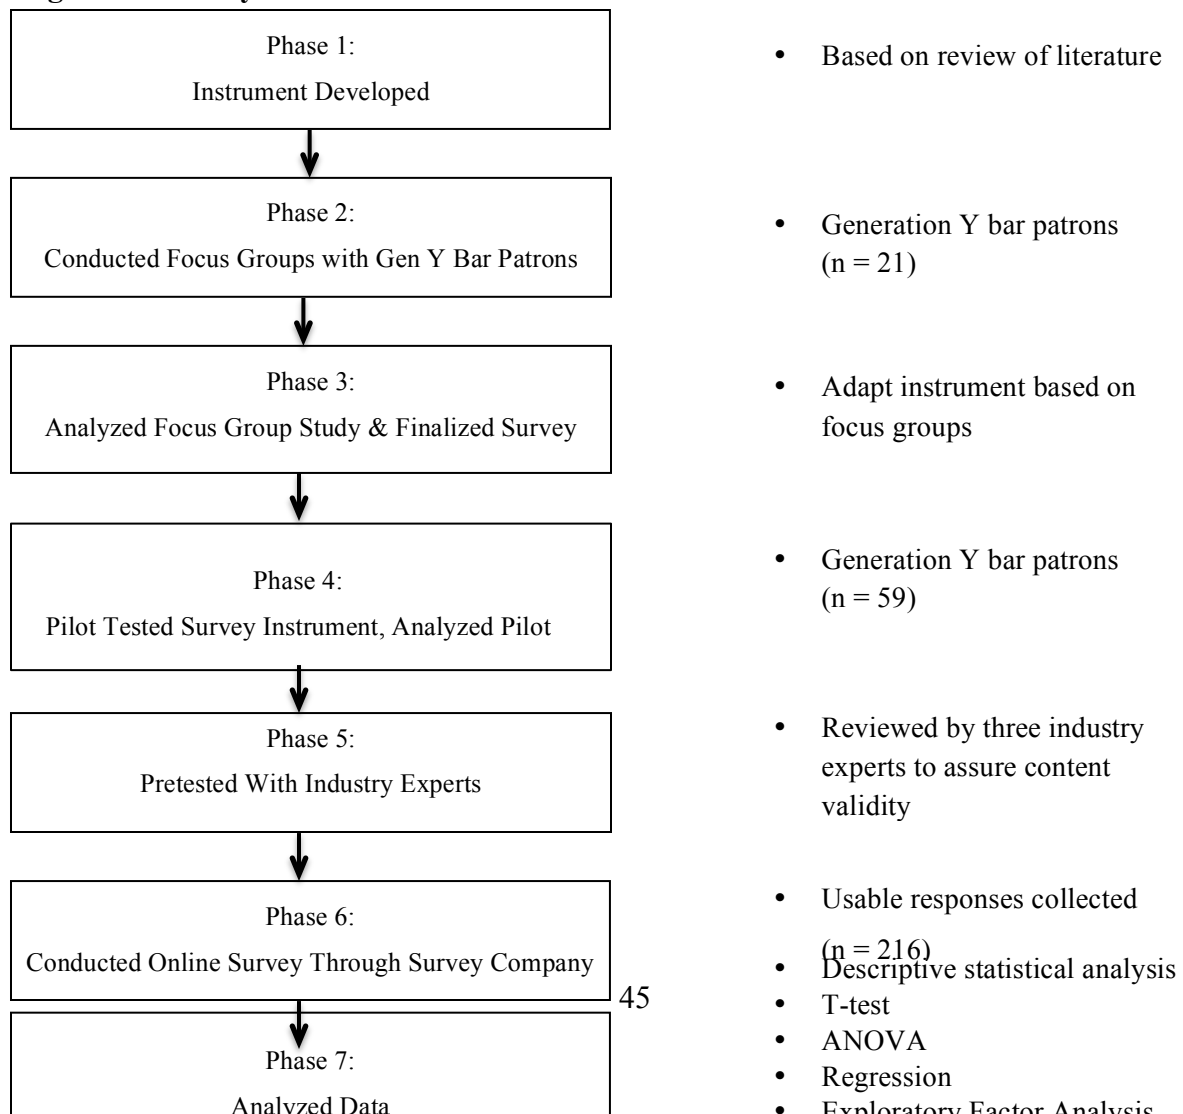 Phase 1:
Instrument Developed
• Based on review of literature
Phase 2:
Conducted Focus Groups with Gen Y Bar Patrons
• Generation Y bar patrons
(n = 21)
Phase 3:
Analyzed Focus Group Study & Finalized Survey
• Adapt instrument based on
focus groups
Phase 4:
Pilot Tested Survey Instrument, Analyzed Pilot
• Generation Y bar patrons
(n = 59)
Phase 5:
Pretested With Industry Experts
• Reviewed by three industry
experts to assure content
validity
Phase 6:
Conducted Online Survey Through Survey Company
• Usable responses collected
(n = 216)
45
Phase 7:
Analyzed Data
• Descriptive statistical analysis
• T-test
• ANOVA
• Regression
• Exploratory Factor Analysis